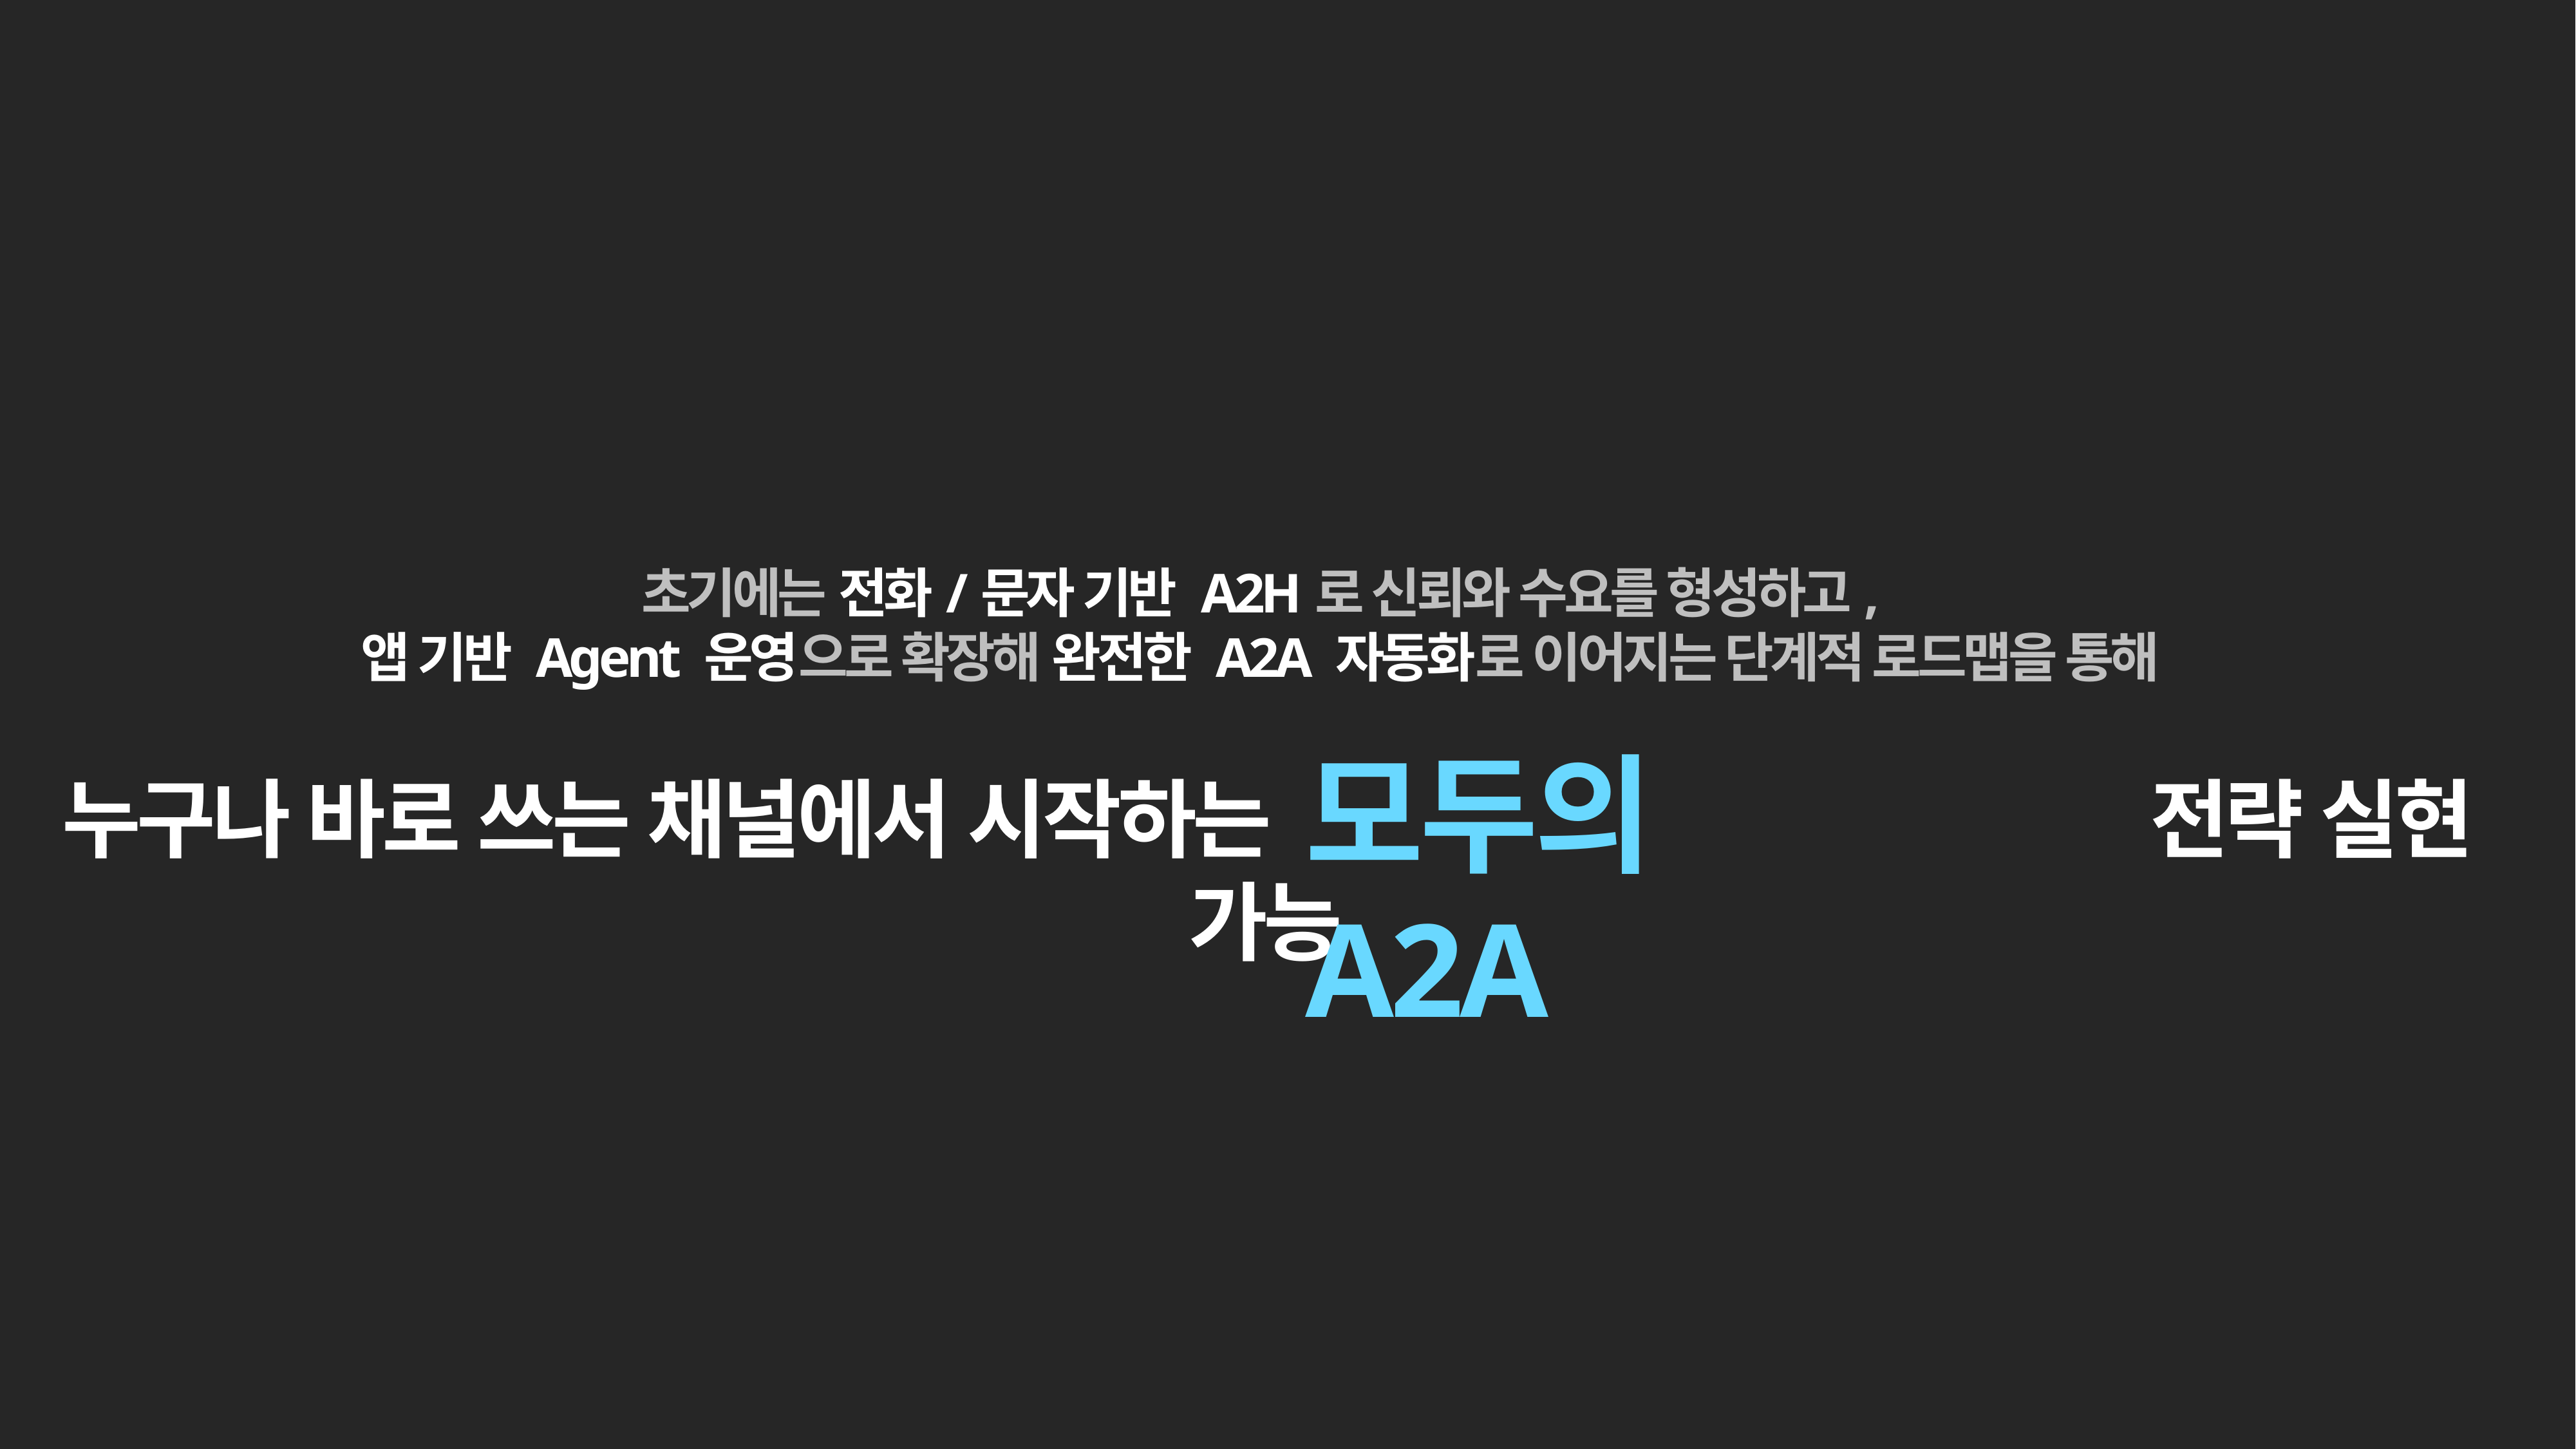 초기에는 전화 / 문자 기반 A2H 로 신뢰와 수요를 형성하고 ,
앱 기반 Agent 운영으로 확장해 완전한 A2A 자동화로 이어지는 단계적 로드맵을 통해
누구나 바로 쓰는 채널에서 시작하는 모두의 전략 실현
가능
A2A